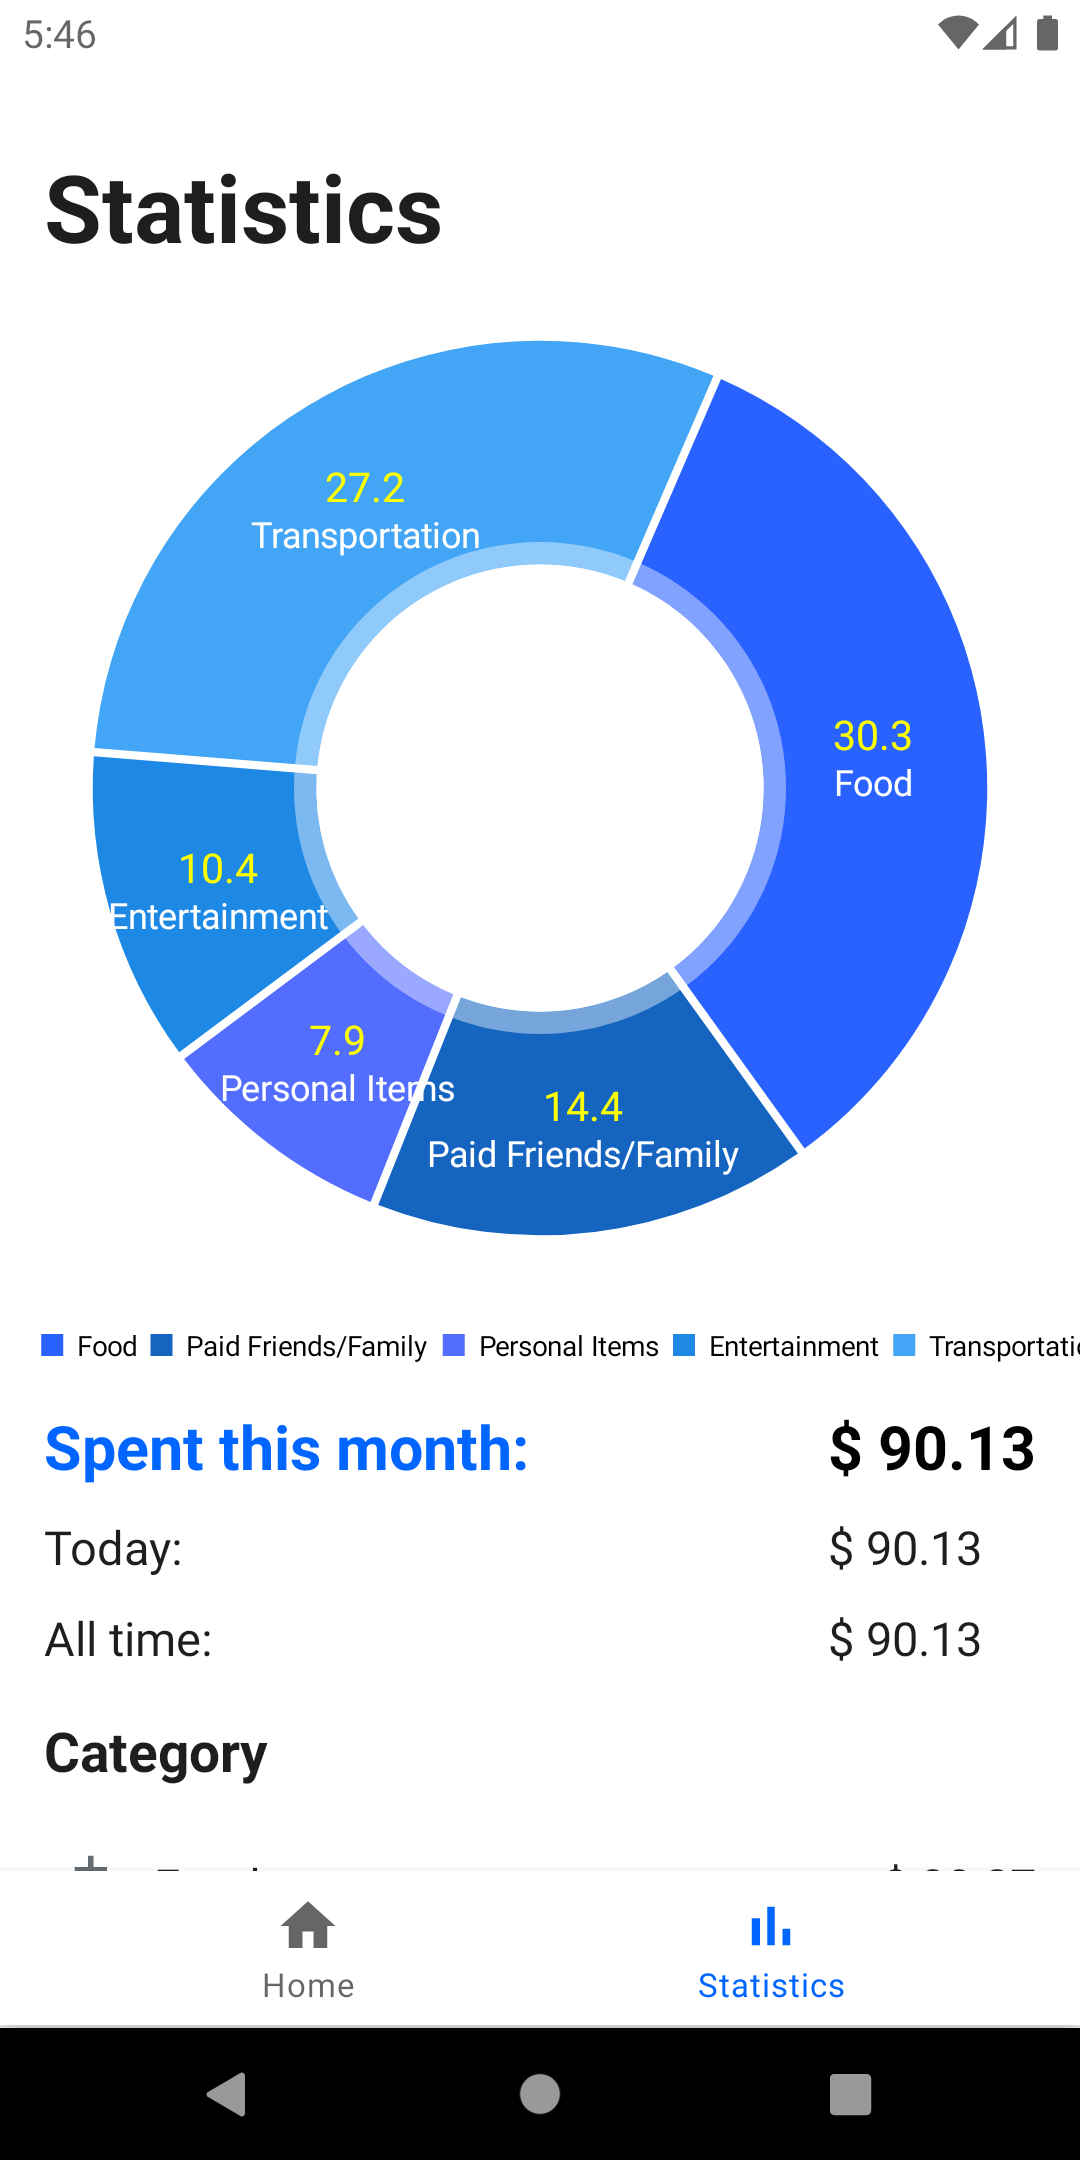 5:46
Statistics
27.2
Transportation
30.3
Food
10.4
Entertainment
7.9
Personal Items
14.4
Paid Friends/Family
Food Paid Friends/Family Personal Items Entertainment Transportatio
Spent this month: $ 90.13
Today: $ 90.13
All time: $ 90.13
Category
Home Statistics